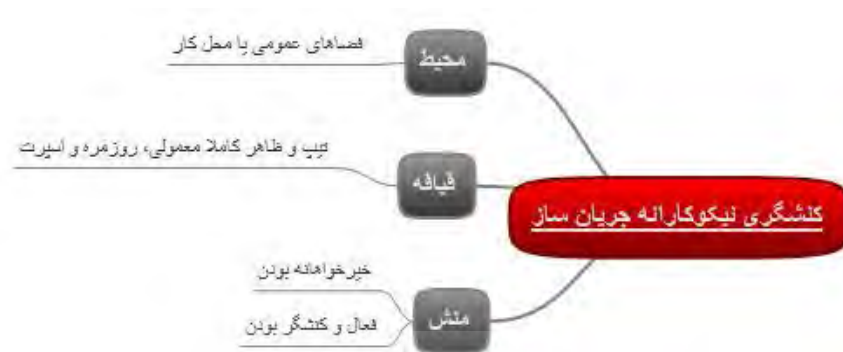 کنشگری نیکوکارانه جریان ساز
محیط
فضاهای عمومی یا محل کار
قیافه
تیپ و ظاهر کاملا معمولی، روزمره و اسپرت
منش
خیرخواهانه بودن
فعال و کنشگر بودن